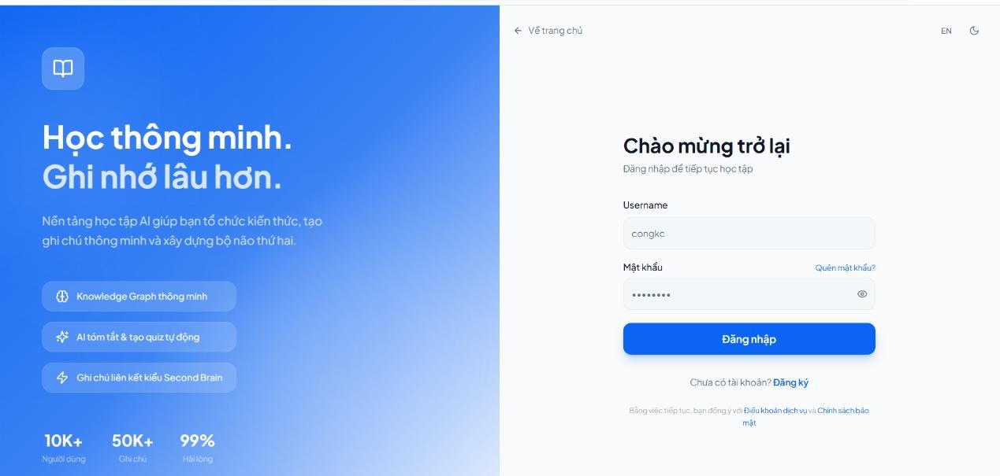 Học thông minh.
Ghi nhớ lâu hơn.
Nền tảng học tập AI giúp bạn tổ chức kiến thức, tạo
ghi chú thông minh và xây dựng bộ não thứ hai.
Knowledge Graph thông minh
AI tóm tắt & tạo quiz tự động
Ghi chú liên kết kiểu Second Brain
10K+ 50K+ 99%
Người dùng Ghi chú Hài lòng
Về trang chủ EN
Chào mừng trở lại
Đăng nhập để tiếp tục học tập
Username
congkc
Mật khẩu Quên mật khẩu?
••••••••
Đăng nhập
Chưa có tài khoản? Đăng ký
Bằng việc tiếp tục, bạn đồng ý với Điều khoản dịch vụ và Chính sách bảo
mật